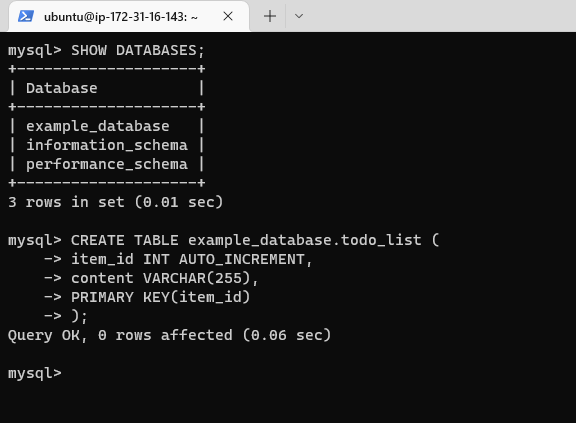 ubuntu@ip-172-31-16-143: ~
mysql> SHOW DATABASES;
+--------------------+
| Database           |
+--------------------+
| example_database   |
| information_schema |
| performance_schema |
+--------------------+
3 rows in set (0.01 sec)
mysql> CREATE TABLE example_database.todo_list (
    -> item_id INT AUTO_INCREMENT,
    -> content VARCHAR(255),
    -> PRIMARY KEY(item_id)
    -> );
Query OK, 0 rows affected (0.06 sec)
mysql>